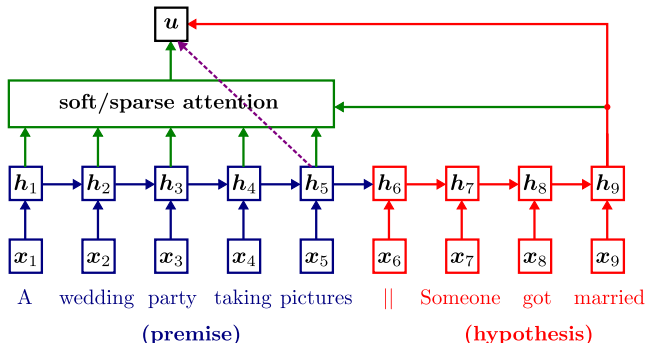 u
soft/sparse attention
h₁ h₂ h₃ h₄ h₅ h₆ h₇ h₈ h₉
x₁ x₂ x₃ x₄ x₅ x₆ x₇ x₈ x₉
A wedding party taking pictures || Someone got married
(premise) (hypothesis)